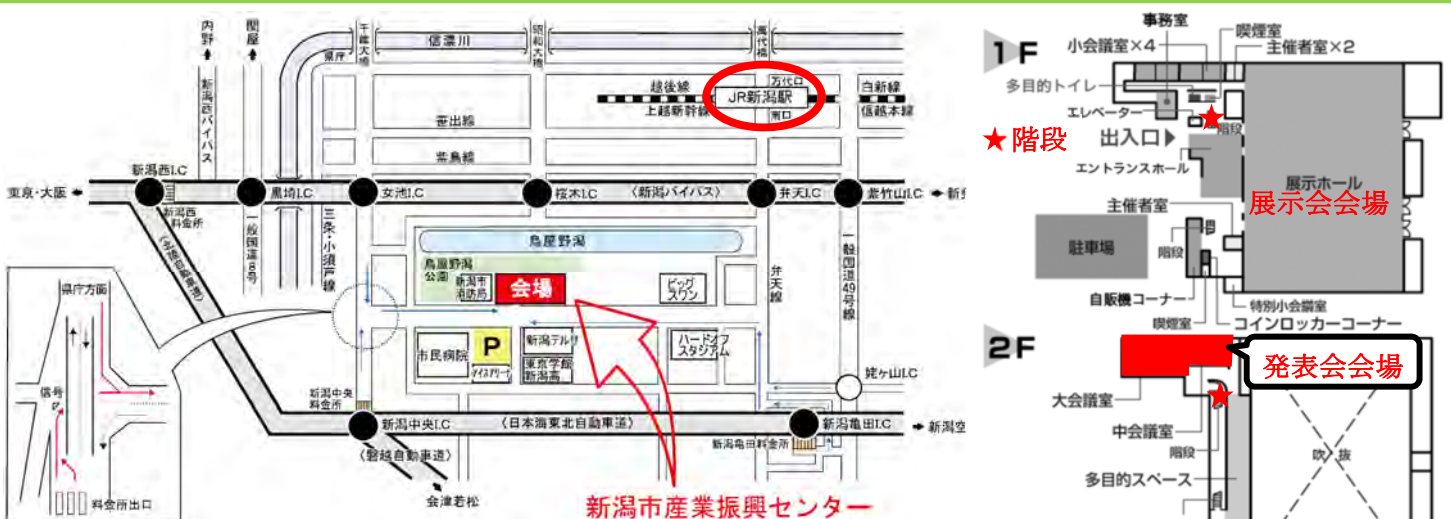 内野
関屋
新潟西バイパス
県庁
千歳大橋
信濃川
昭和大橋
萬代橋
越後線
上越新幹線
万代口
JR新潟駅
南口
白新線
信越本線
笹出線
紫鳥線
新潟西I.C
東京・大阪
新潟西
料金所
黒埼I.C
女池I.C
桜木I.C
〈新潟バイパス〉
弁天I.C
紫竹山I.C
一般国道8号
三条・小須戸線
〈北陸自動車道〉
鳥屋野潟
鳥屋野潟
公園
新潟市
消防局
会場
ビッグ
スワン
弁天線
一般国道49号線
市民病院
P
新潟テルサ
東京学館
新潟高
ハードオフ
スタジアム
姥ヶ山I.C
新潟中央
料金所
新潟中央I.C
〈日本海東北自動車道〉
新潟亀田I.C
新潟亀田料金所
〈磐越自動車道〉
会津若松
新潟市産業振興センター
県庁方面
信号
料金所出口
1F
事務室
喫煙室
小会議室×4
主催者室×2
多目的トイレ
エレベーター
階段
★階段
出入口
エントランスホール
展示ホール
展示会会場
主催者室
駐車場
階段
自販機コーナー
特別小会議室
喫煙室
コインロッカーコーナー
2F
発表会会場
大会議室
中会議室
階段
多目的スペース
吹抜